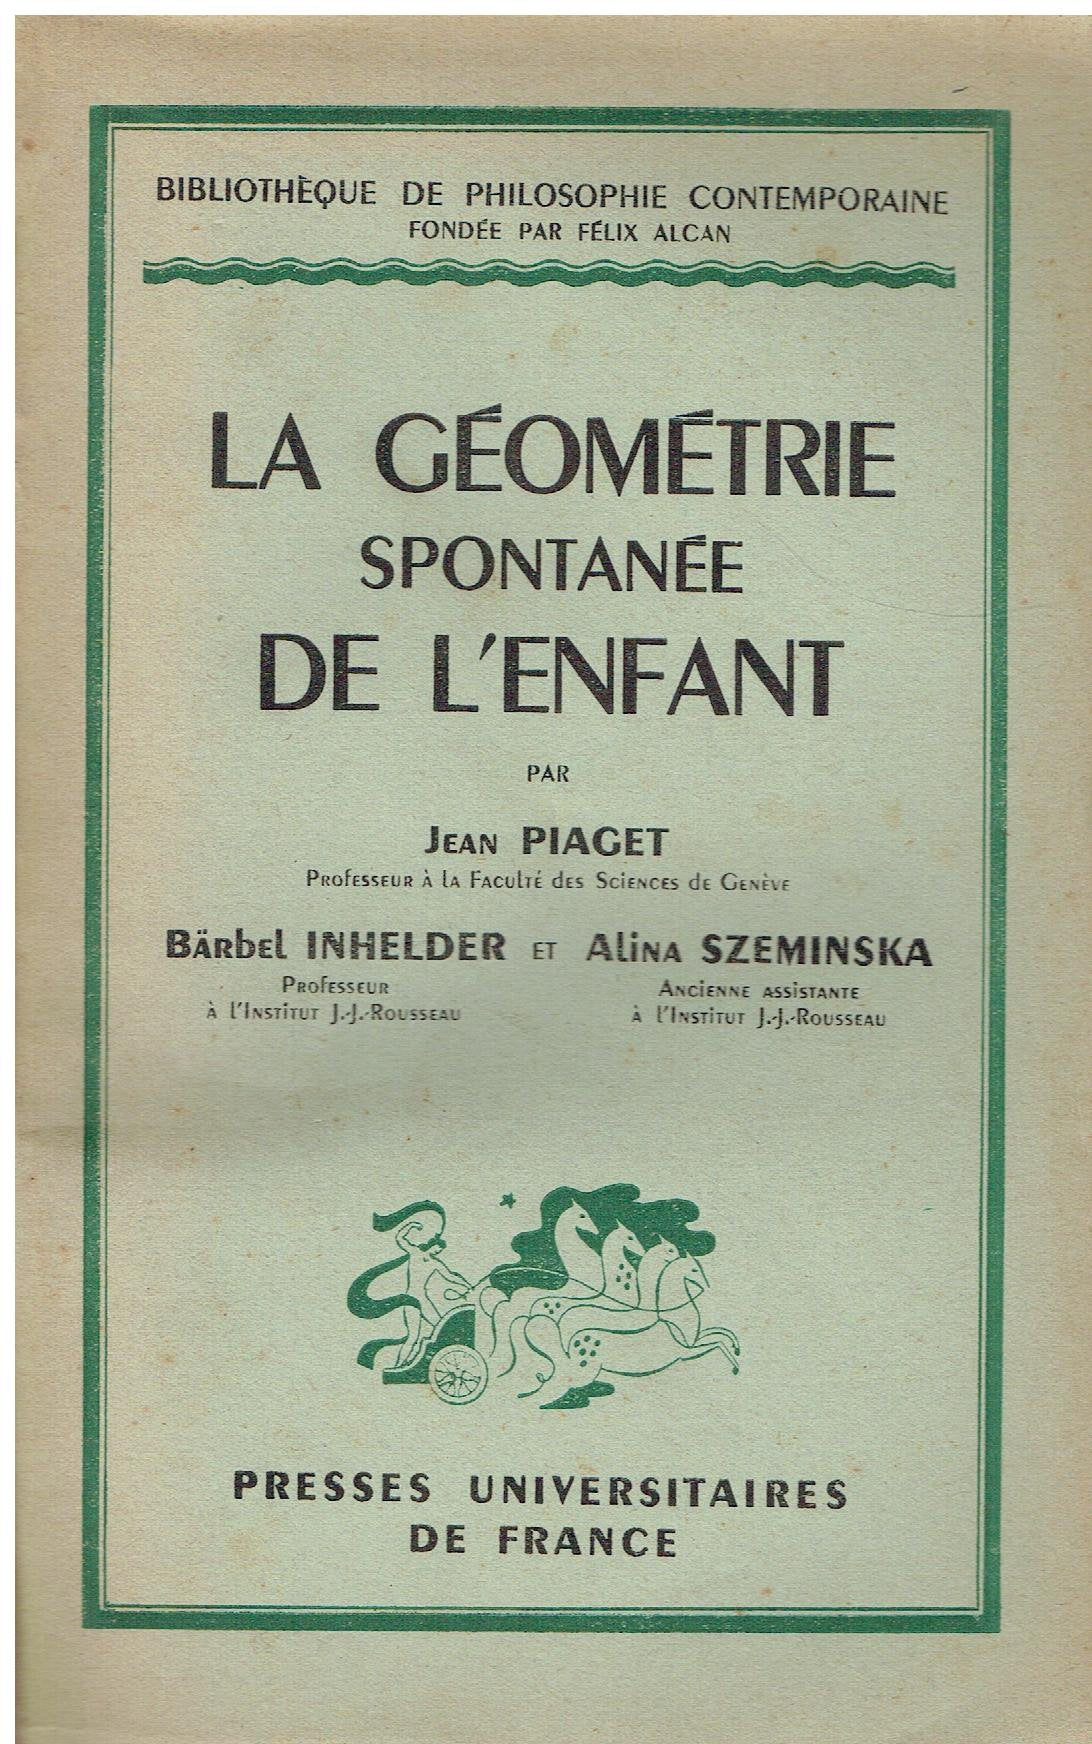 BIBLIOTHÈQUE DE PHILOSOPHIE CONTEMPORAINE
FONDÉE PAR FÉLIX ALCAN
LA GÉOMÉTRIE
SPONTANÉE
DE L'ENFANT
PAR
JEAN PIAGET
PROFESSEUR À LA FACULTÉ DES SCIENCES DE GENÈVE
BÄRBEL INHELDER ET ALINA SZEMINSKA
PROFESSEUR
À L'INSTITUT J.-J.-ROUSSEAU
ANCIENNE ASSISTANTE
À L'INSTITUT J.-J.-ROUSSEAU
PRESSES UNIVERSITAIRES
DE FRANCE